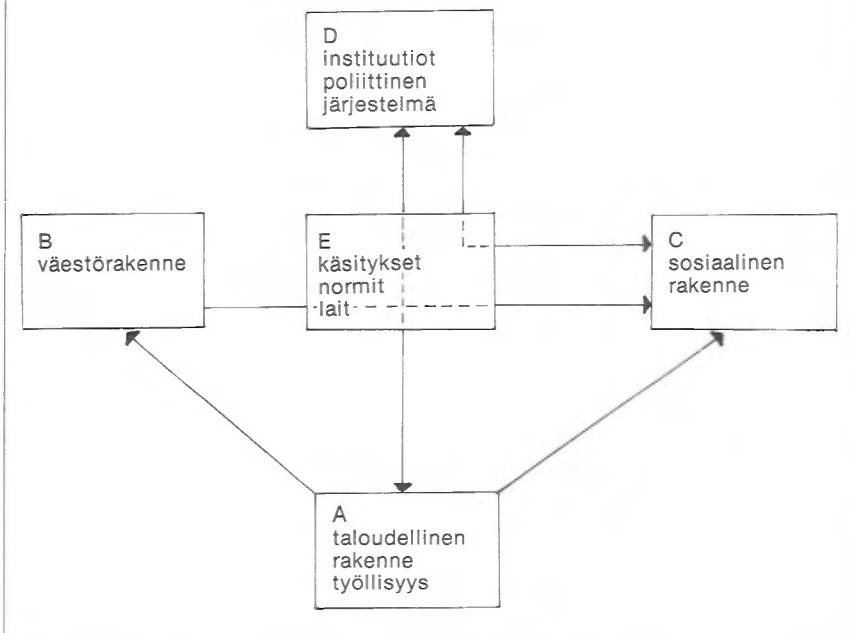 D
instituutiot
poliittinen
järjestelmä
B
väestörakenne
E
käsitykset
normit
lait
C
sosiaalinen
rakenne
A
taloudellinen
rakenne
työllisyys